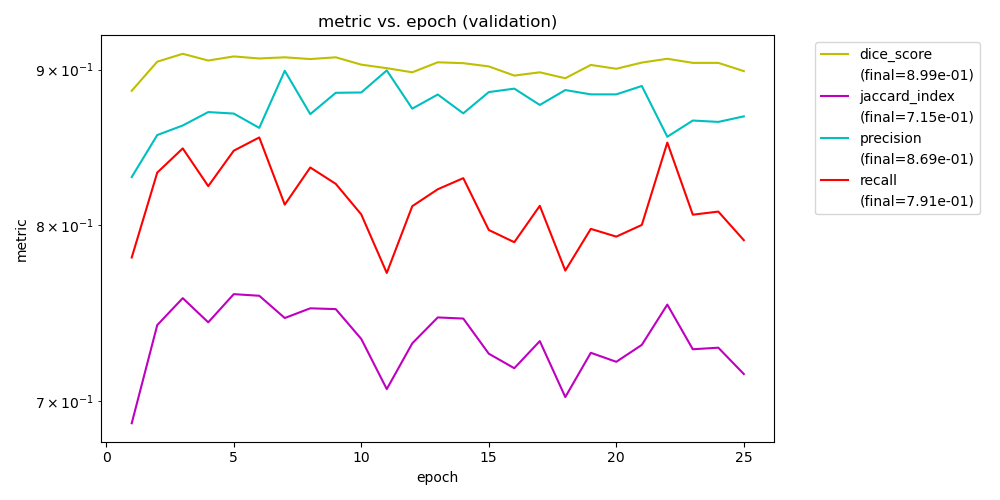 metric vs. epoch (validation)
metric
9 × 10⁻¹
8 × 10⁻¹
7 × 10⁻¹
0 5 10 15 20 25
epoch
dice_score
(final=8.99e-01)
jaccard_index
(final=7.15e-01)
precision
(final=8.69e-01)
recall
(final=7.91e-01)